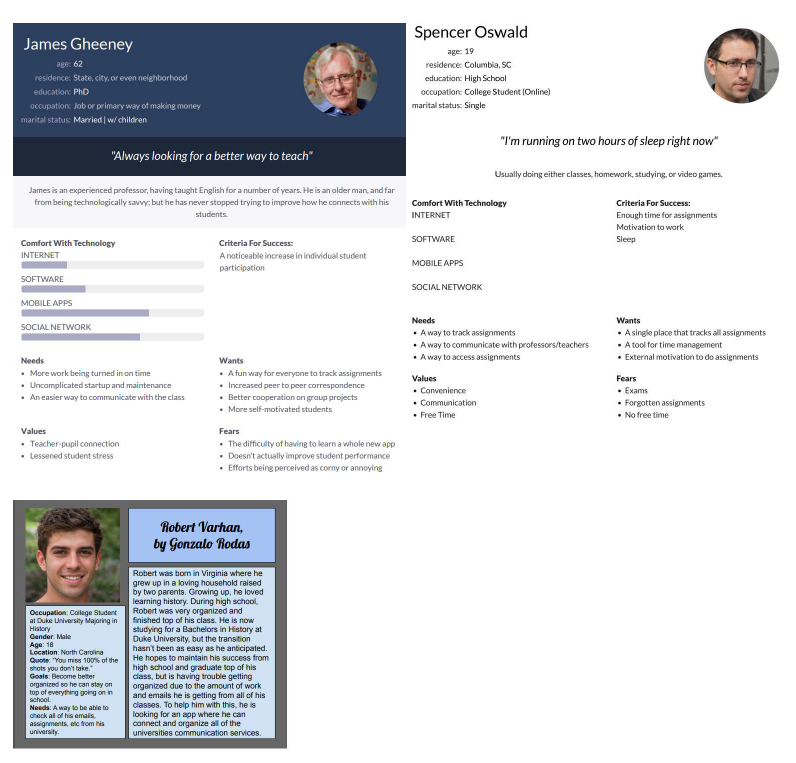 James Gheeney
age: 62
residence: State, city, or even neighborhood
education: PhD
occupation: Job or primary way of making money
marital status: Married | w/ children
"Always looking for a better way to teach"
James is an experienced professor, having taught English for a number of years. He is an older man, and far
from being technologically savvy; but he has never stopped trying to improve how he connects with his
students.
Comfort With Technology
INTERNET
SOFTWARE
MOBILE APPS
SOCIAL NETWORK
Criteria For Success:
A noticeable increase in individual student
participation
Needs
• More work being turned in on time
• Uncomplicated startup and maintenance
• An easier way to communicate with the class
Wants
• A fun way for everyone to track assignments
• Increased peer to peer correspondence
• Better cooperation on group projects
• More self-motivated students
Values
• Teacher-pupil connection
• Lessened student stress
Fears
• The difficulty of having to learn a whole new app
• Doesn't actually improve student performance
• Efforts being perceived as corny or annoying
Spencer Oswald
age: 19
residence: Columbia, SC
education: High School
occupation: College Student (Online)
marital status: Single
"I'm running on two hours of sleep right now"
Usually doing either classes, homework, studying, or video games.
Comfort With Technology
INTERNET
SOFTWARE
MOBILE APPS
SOCIAL NETWORK
Criteria For Success:
Enough time for assignments
Motivation to work
Sleep
Needs
• A way to track assignments
• A way to communicate with professors/teachers
• A way to access assignments
Wants
• A single place that tracks all assignments
• A tool for time management
• External motivation to do assignments
Values
• Convenience
• Communication
• Free Time
Fears
• Exams
• Forgotten assignments
• No free time
Robert Varhan,
by Gonzalo Rodas
Occupation: College Student
at Duke University Majoring in
History
Gender: Male
Age: 18
Location: North Carolina
Quote: "You miss 100% of the
shots you don't take."
Goals: Become better
organized so he can stay on
top of everything going on in
school.
Needs: A way to be able to
check all of his emails,
assignments, etc from his
university.
Robert was born in Virginia where he
grew up in a loving household raised
by two parents. Growing up, he loved
learning history. During high school,
Robert was very organized and
finished top of his class. He is now
studying for a Bachelors in History at
Duke University, but the transition
hasn't been as easy as he anticipated.
He hopes to maintain his success from
high school and graduate top of his
class, but is having trouble getting
organized due to the amount of work
and emails he is getting from all of his
classes. To help him with this, he is
looking for an app where he can
connect and organize all of the
universities communication services.